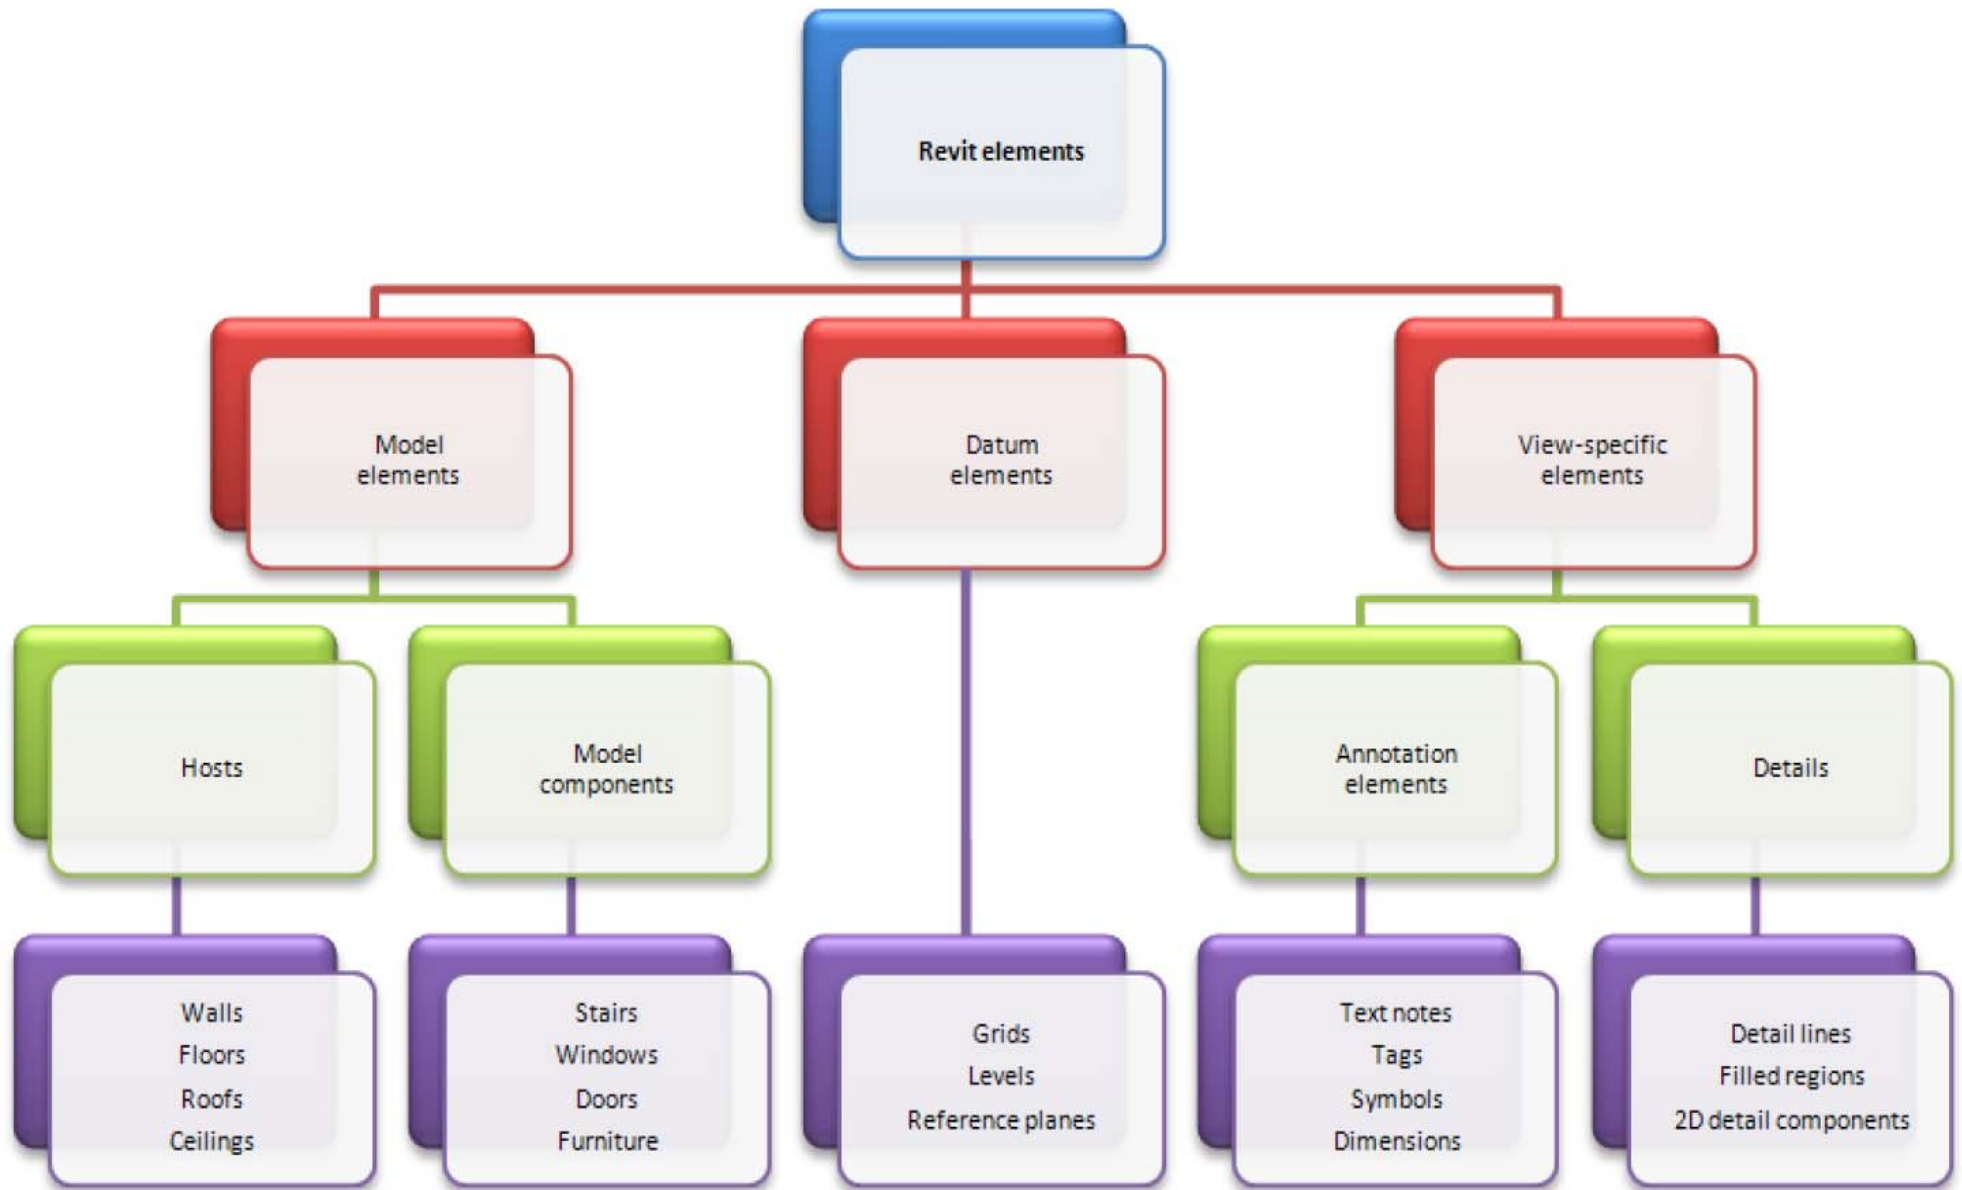 Revit elements
Model
elements
Datum
elements
View-specific
elements
Hosts
Model
components
Annotation
elements
Details
Walls
Floors
Roofs
Ceilings
Stairs
Windows
Doors
Furniture
Grids
Levels
Reference planes
Text notes
Tags
Symbols
Dimensions
Detail lines
Filled regions
2D detail components